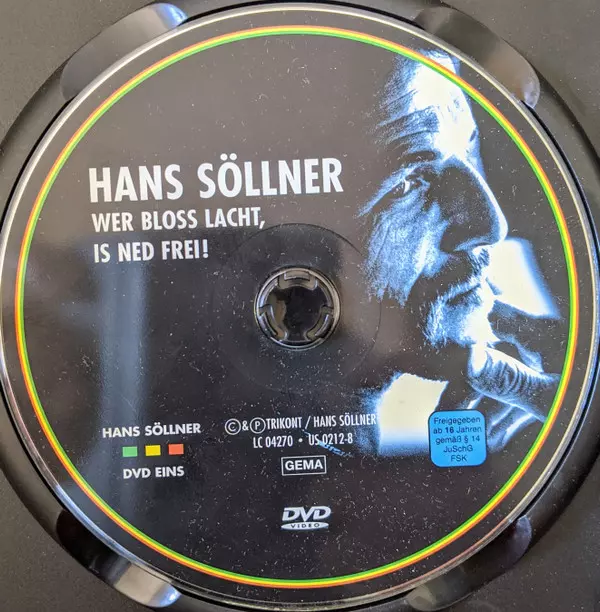 HANS SÖLLNER
WER BLOSS LACHT,
IS NED FREI!
HANS SÖLLNER
DVD EINS
©&℗TRIKONT / HANS SÖLLNER
LC 04270 • US 0212-8
GEMA
Freigegeben
ab 16 Jahren
gemäß § 14
JuSchG
FSK
DVD
VIDEO